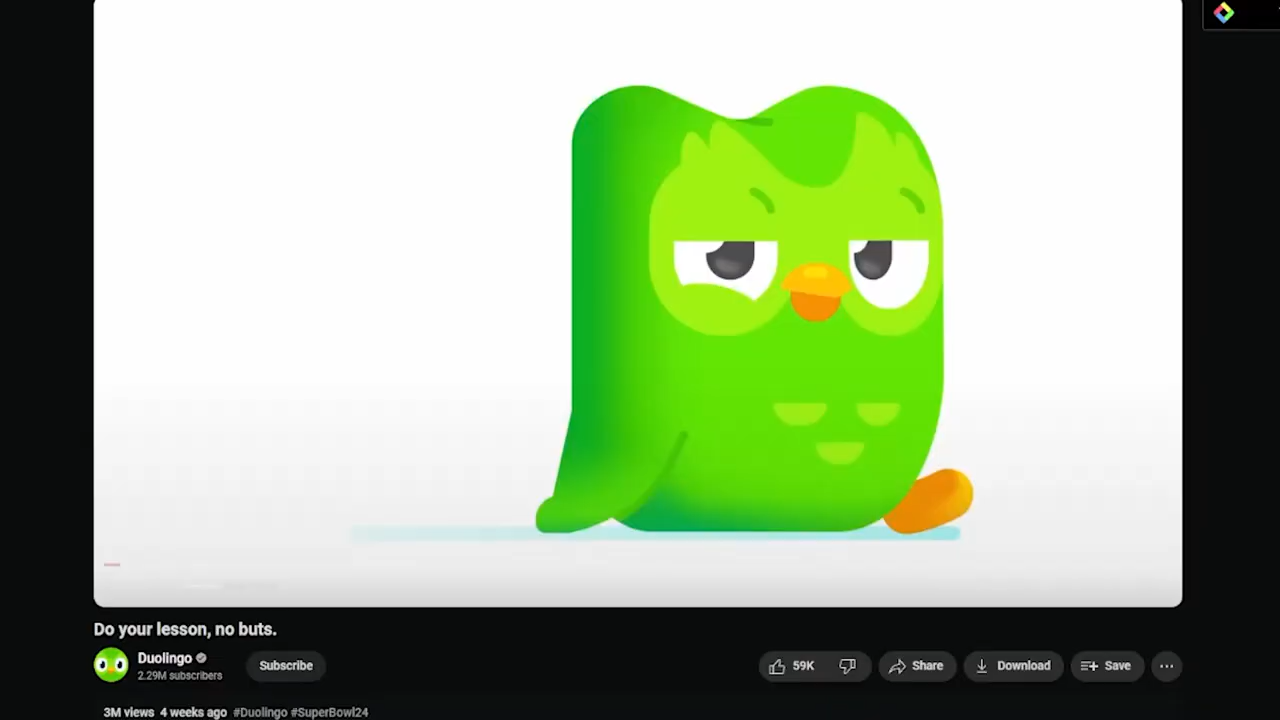 Do your lesson, no buts.
Duolingo
2.29M subscribers
Subscribe
59K
Share
Download
Save
3M views 4 weeks ago #Duolingo #SuperBowl24